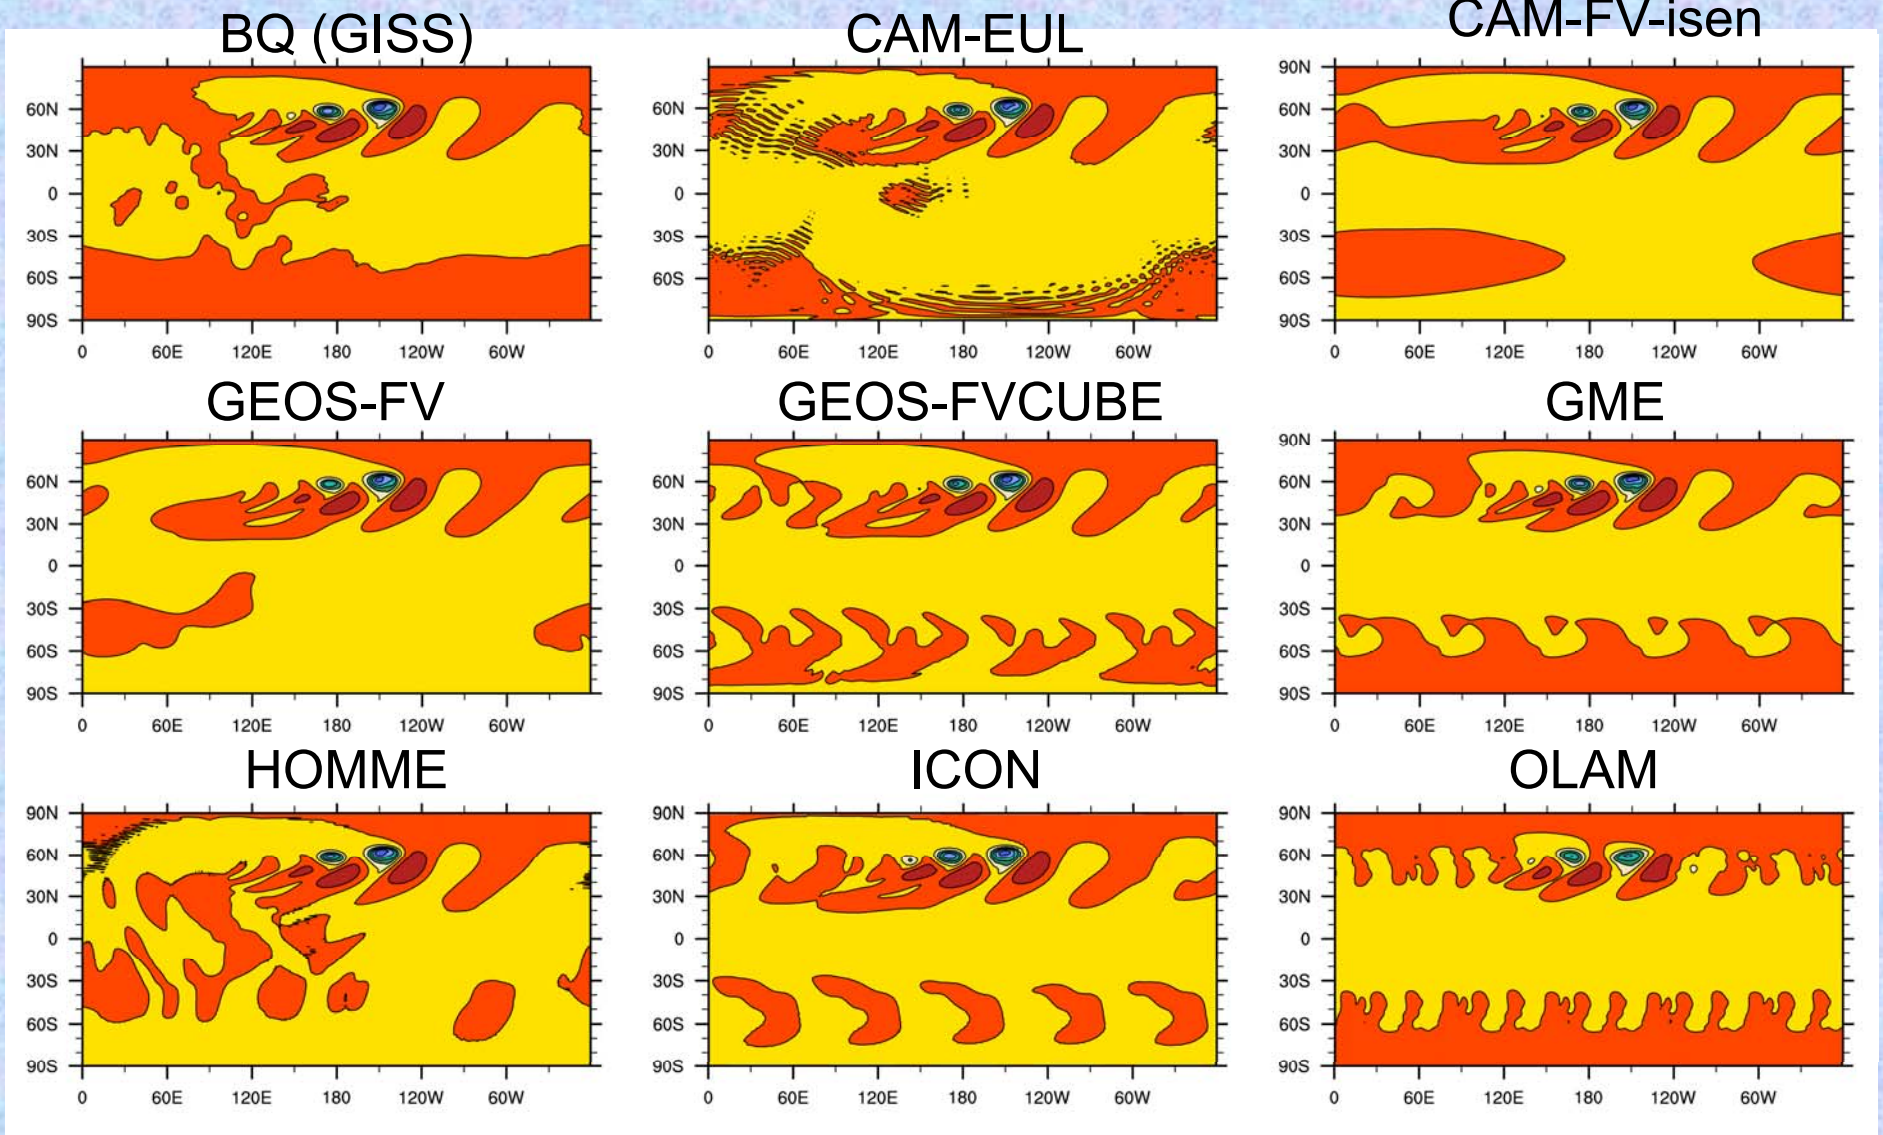 BQ (GISS) CAM-EUL CAM-FV-isen
90N
60N 60N 60N
30N 30N 30N
0 0 0
30S 30S 30S
60S 60S 60S
90S 90S
0 60E 120E 180 120W 60W 0 60E 120E 180 120W 60W 0 60E 120E 180 120W 60W
GEOS-FV GEOS-FVCUBE GME
90N
60N 60N 60N
30N 30N 30N
0 0 0
30S 30S 30S
60S 60S 60S
90S 90S 90S
0 60E 120E 180 120W 60W 0 60E 120E 180 120W 60W 0 60E 120E 180 120W 60W
HOMME ICON OLAM
90N 90N 90N
60N 60N 60N
30N 30N 30N
0 0 0
30S 30S 30S
60S 60S 60S
90S 90S 90S
0 60E 120E 180 120W 60W 0 60E 120E 180 120W 60W 0 60E 120E 180 120W 60W